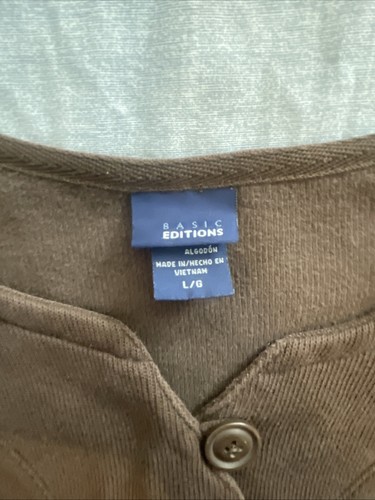 BASIC
EDITIONS
ALGODÓN
MADE IN/HECHO EN
VIETNAM
L/G